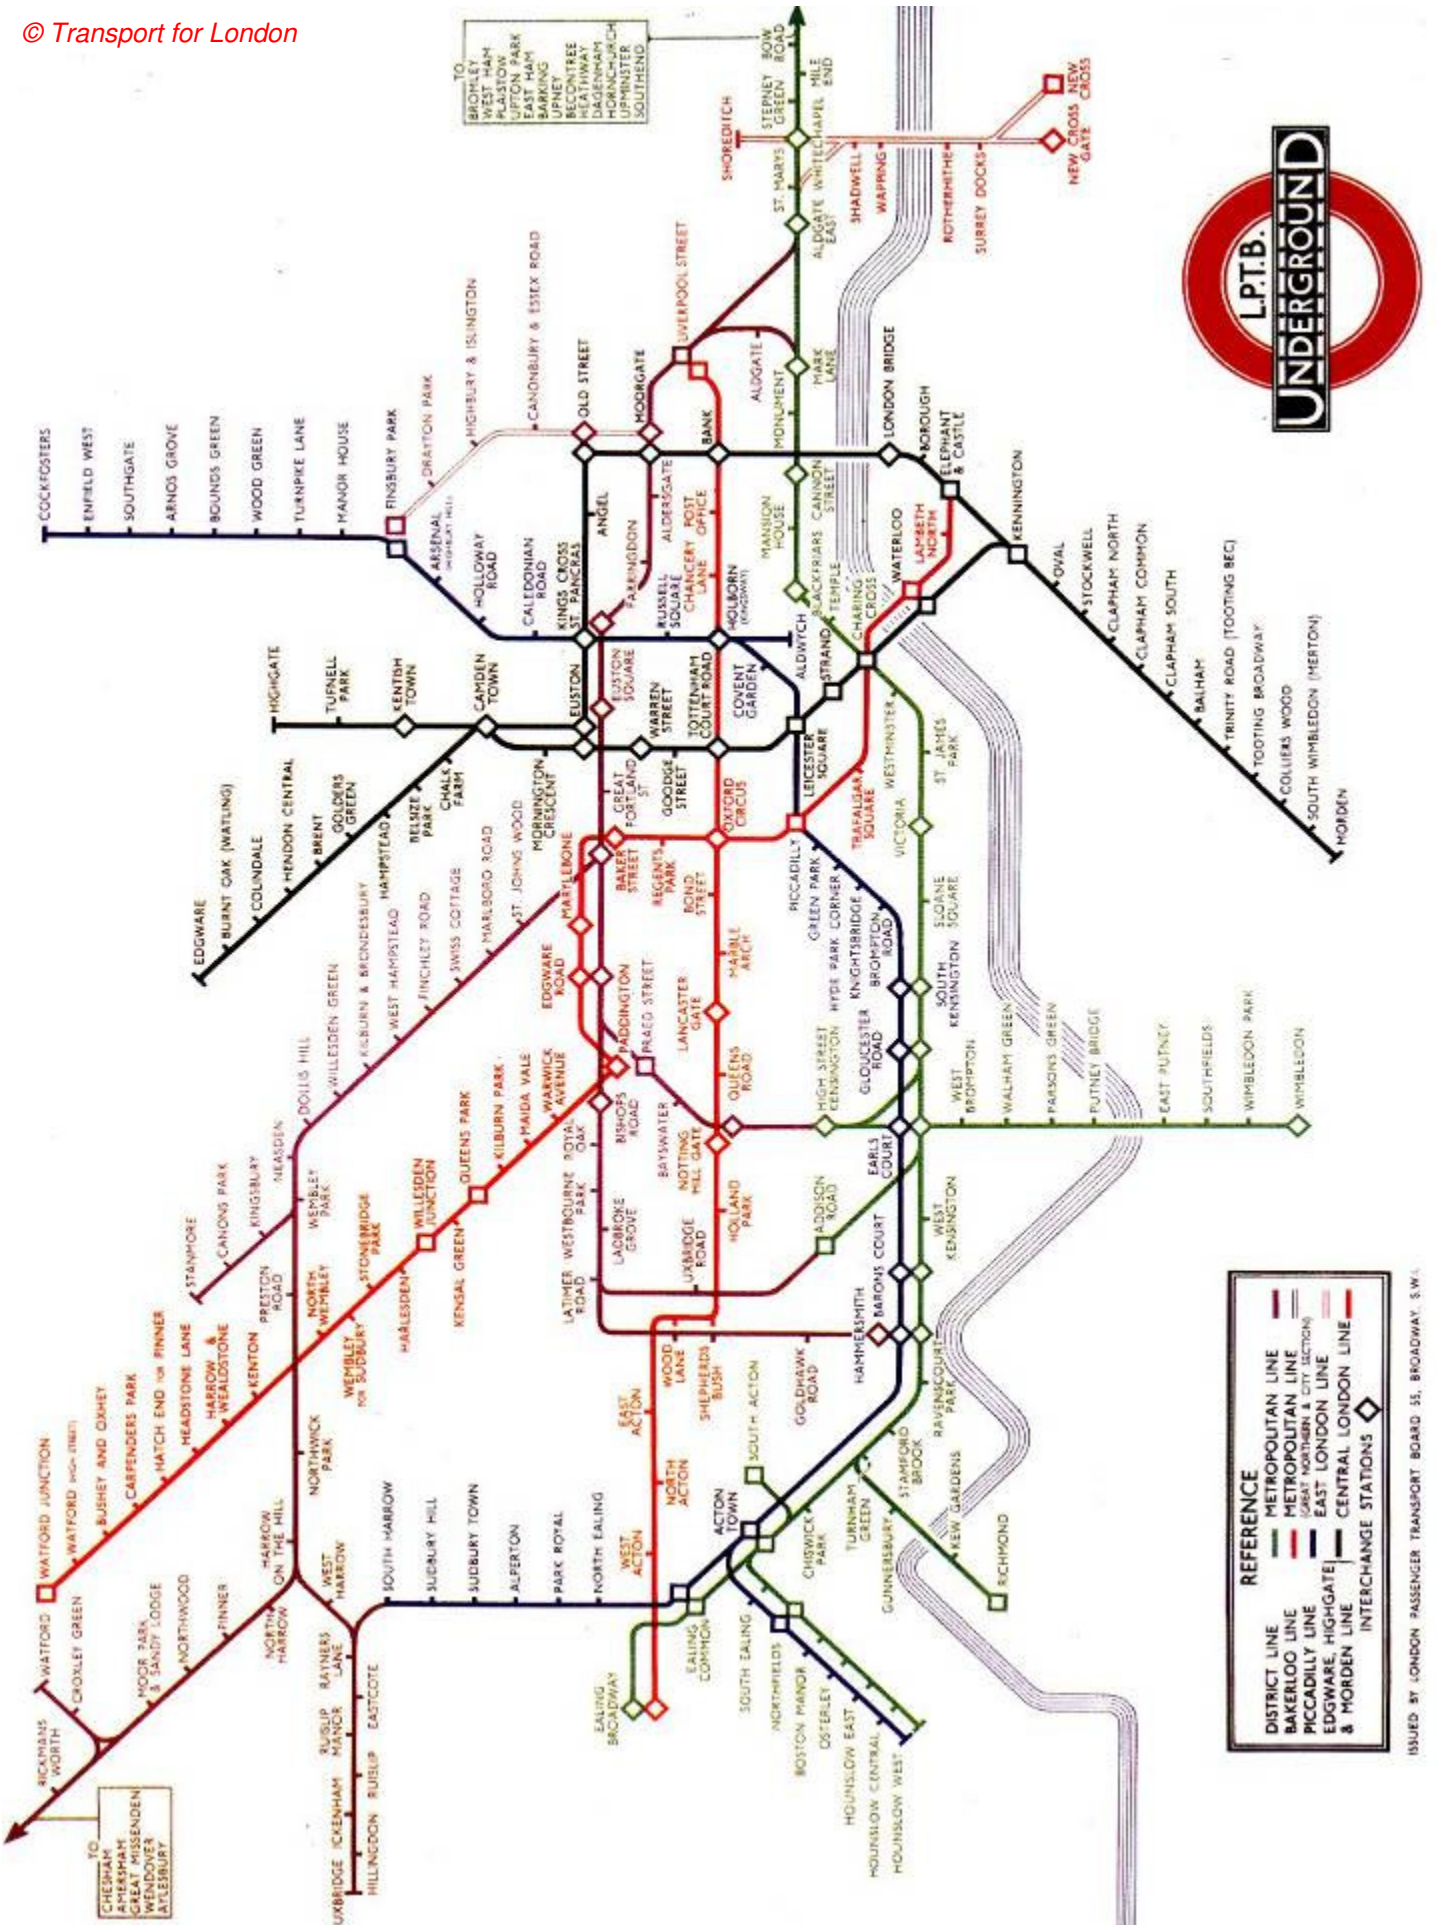 © Transport for London
TO
BROMLEY
WEST HAM
PLAISTOW
UPTON PARK
EAST HAM
BARKING
UPNEY
BECONTREE
HEATHWAY
DAGENHAM
HORNCHURCH
UPMINSTER
SOUTHEND
TO
CHESHAM
AMERSHAM
GREAT MISSENDEN
WENDOVER
AYLESBURY
RICKMANS
WORTH
WATFORD
CROXLEY GREEN
MOOR PARK
& SANDY LODGE
NORTHWOOD
PINNER
NORTH
HARROW
HARROW
ON THE HILL
WEST
HARROW
RAYNERS
LANE
EASTCOTE
RUISLIP
MANOR
RUISLIP
ICKENHAM
HILLINGDON
UXBRIDGE
NORTHWICK
PARK
PRESTON
ROAD
WEMBLEY
PARK
STANMORE
CANONS PARK
KINGSBURY
NEASDEN
DOLLIS HILL
WILLESDEN GREEN
KILBURN & BRONDESBURY
WEST HAMPSTEAD
FINCHLEY ROAD
SWISS COTTAGE
MARLBORO ROAD
ST. JOHNS WOOD
WATFORD JUNCTION
WATFORD (HIGH STREET)
BUSHEY AND OXHEY
CARPENDERS PARK
HATCH END FOR PINNER
HEADSTONE LANE
HARROW &
WEALDSTONE
KENTON
NORTH
WEMBLEY
WEMBLEY
FOR SUDBURY
STONEBRIDGE
PARK
HARLESDEN
WILLESDEN
JUNCTION
KENSAL GREEN
QUEENS PARK
KILBURN PARK
MAIDA VALE
WARWICK
AVENUE
PADDINGTON
EDGWARE
ROAD
MARYLEBONE
BAKER
STREET
REGENTS
PARK
OXFORD
CIRCUS
PICCADILLY
TRAFALGAR
SQUARE
CHARING
CROSS
WATERLOO
LAMBETH
NORTH
ELEPHANT
& CASTLE
EDGWARE
BURNT OAK (WATLING)
COLINDALE
HENDON CENTRAL
BRENT
GOLDERS
GREEN
HAMPSTEAD
BELSIZE
PARK
CHALK
FARM
HIGHGATE
TUFNELL
PARK
KENTISH
TOWN
CAMDEN
TOWN
MORNINGTON
CRESCENT
EUSTON
WARREN
STREET
GOODGE
STREET
TOTTENHAM
COURT ROAD
LEICESTER
SQUARE
STRAND
KINGS CROSS
ST. PANCRAS
ANGEL
OLD STREET
MOORGATE
BANK
LONDON BRIDGE
BOROUGH
KENNINGTON
OVAL
STOCKWELL
CLAPHAM NORTH
CLAPHAM COMMON
CLAPHAM SOUTH
BALHAM
TRINITY ROAD (TOOTING BEC)
TOOTING BROADWAY
COLLIERS WOOD
SOUTH WIMBLEDON (MERTON)
MORDEN
COCKFOSTERS
ENFIELD WEST
SOUTHGATE
ARNOS GROVE
BOUNDS GREEN
WOOD GREEN
TURNPIKE LANE
MANOR HOUSE
FINSBURY PARK
ARSENAL
(HIGHBURY HILL)
HOLLOWAY
ROAD
CALEDONIAN
ROAD
RUSSELL
SQUARE
HOLBORN
(KINGSWAY)
ALDWYCH
COVENT
GARDEN
GREEN PARK
HYDE PARK CORNER
KNIGHTSBRIDGE
BROMPTON
ROAD
SOUTH
KENSINGTON
GLOUCESTER
ROAD
EARLS
COURT
BARONS COURT
HAMMERSMITH
ACTON
TOWN
EALING
COMMON
NORTH EALING
PARK ROYAL
ALPERTON
SUDBURY TOWN
SUDBURY HILL
SOUTH HARROW
SOUTH EALING
NORTHFIELDS
BOSTON MANOR
OSTERLEY
HOUNSLOW EAST
HOUNSLOW CENTRAL
HOUNSLOW WEST
DRAYTON PARK
HIGHBURY & ISLINGTON
CANONBURY & ESSEX ROAD
LIVERPOOL STREET
ALDGATE
ALDERSGATE
FARRINGDON
EUSTON
SQUARE
GREAT
PORTLAND
ST
PRAED STREET
BAYSWATER
BISHOPS
ROAD
ROYAL
OAK
WESTBOURNE
PARK
LADBROKE
GROVE
LATIMER
ROAD
UXBRIDGE
ROAD
ADDISON
ROAD
GOLDHAWK
ROAD
POST
OFFICE
CHANCERY
LANE
BOND
STREET
MARBLE
ARCH
LANCASTER
GATE
QUEENS
ROAD
NOTTING
HILL GATE
HOLLAND
PARK
SHEPHERDS
BUSH
WOOD
LANE
EAST
ACTON
NORTH
ACTON
WEST
ACTON
EALING
BROADWAY
SOUTH ACTON
CHISWICK
PARK
TURNHAM
GREEN
GUNNERSBURY
KEW GARDENS
RICHMOND
STAMFORD
BROOK
RAVENSCOURT
PARK
WEST
KENSINGTON
HIGH STREET
KENSINGTON
WEST
BROMPTON
WALHAM GREEN
PARSONS GREEN
PUTNEY BRIDGE
EAST PUTNEY
SOUTHFIELDS
WIMBLEDON PARK
WIMBLEDON
SLOANE
SQUARE
VICTORIA
ST. JAMES
PARK
WESTMINSTER
TEMPLE
BLACKFRIARS
MANSION
HOUSE
CANNON
STREET
MONUMENT
MARK
LANE
ALDGATE
EAST
ST. MARYS
WHITECHAPEL
STEPNEY
GREEN
MILE
END
BOW
ROAD
SHOREDITCH
SHADWELL
WAPPING
ROTHERHITHE
SURREY DOCKS
NEW CROSS
GATE
NEW
CROSS
L.P.T.B.
UNDERGROUND
REFERENCE
DISTRICT LINE
BAKERLOO LINE
PICCADILLY LINE
EDGWARE, HIGHGATE
& MORDEN LINE
METROPOLITAN LINE
METROPOLITAN LINE
(GREAT NORTHERN & CITY SECTION)
EAST LONDON LINE
CENTRAL LONDON LINE
INTERCHANGE STATIONS
ISSUED BY LONDON PASSENGER TRANSPORT BOARD 55, BROADWAY, S.W.1.